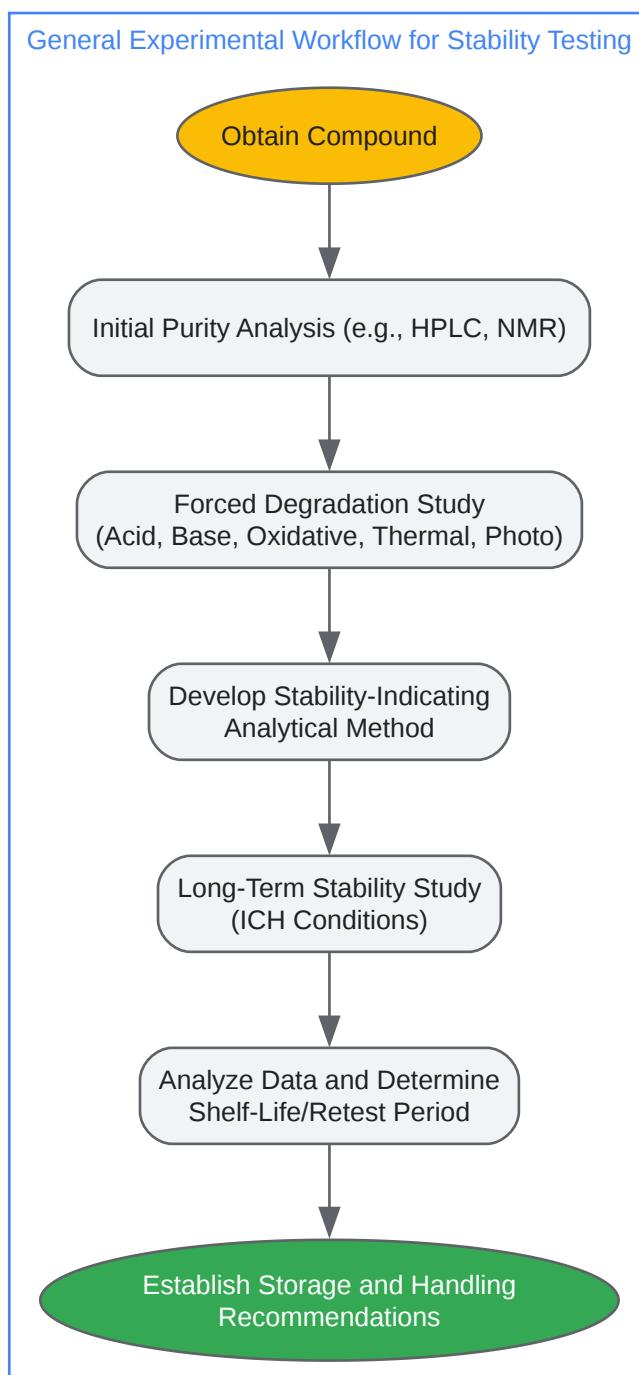 General Experimental Workflow for Stability Testing
Obtain Compound
Initial Purity Analysis (e.g., HPLC, NMR)
Forced Degradation Study
(Acid, Base, Oxidative, Thermal, Photo)
Develop Stability-Indicating
Analytical Method
Long-Term Stability Study
(ICH Conditions)
Analyze Data and Determine
Shelf-Life/Retest Period
Establish Storage and Handling
Recommendations